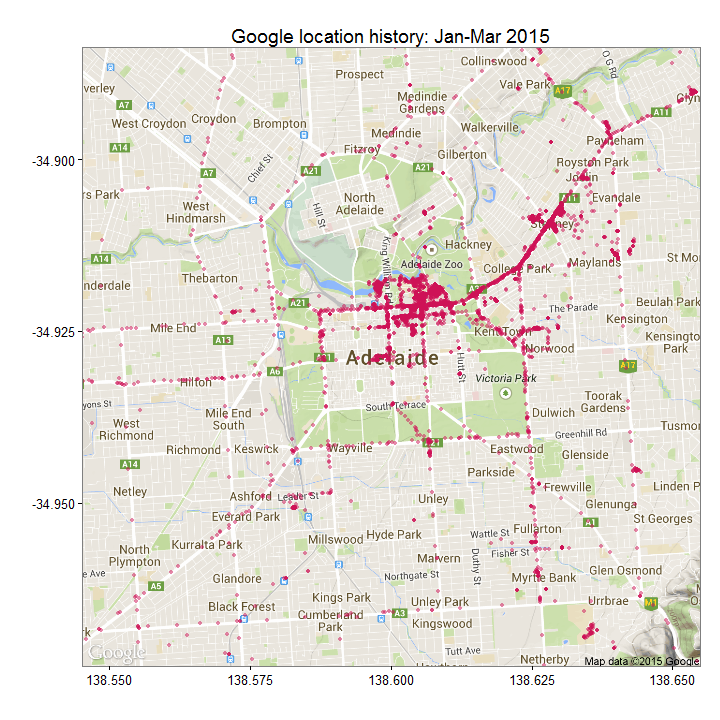 Google location history: Jan-Mar 2015
Collinswood
O G Rd
Prospect
Vale Park
verley
Medindie
Gardens
A17
A7
Croydon
Brompton
West Croydon
Walkerville
A11
Medindie
Payneham
A14
Fitzroy
Gilberton
-34.900
Chief St
A21
A21
Royston Park
A7
rs Park
North
Adelaide
A11
Evandale
West
Hindmarsh
Hill St
Hackney
King William Rd
Adelaide Zoo
College Park
Maylands
St Mo
A14
Thebarton
nderdale
A21
Beulah Park
The Parade
-34.925
Mile End
Kensington
A13
Kent Town
Kensington
Park
Norwood
Adelaide
Hutt St
A6
A17
Hilton
Victoria Park
yons St
South Terrace
Toorak
Gardens
Mile End
South
Dulwich
West
Richmond
Tusmor
Greenhill Rd
Richmond
Keswick
Wayville
A21
Eastwood
Glenside
A14
Parkside
Netley
Ashford
Leader St
Unley
Frewville
Linden P
-34.950
Glenunga
Everard Park
A1
St Georges
Hyde Park
Wattle St
Fullarton
Kurralta Park
Millswood
North
Plympton
Fisher St
Malvern
Duthy St
e Ave
Northgate St
Glen Osmond
Glandore
Myrtle Bank
A5
Kings Park
Unley Park
Urrbrae
M1
Black Forest
Cumberland
Park
A3
Kingswood
k
Tutt Ave
Netherby
Google
Map data ©2015 Google
138.550
138.575
138.600
138.625
138.650